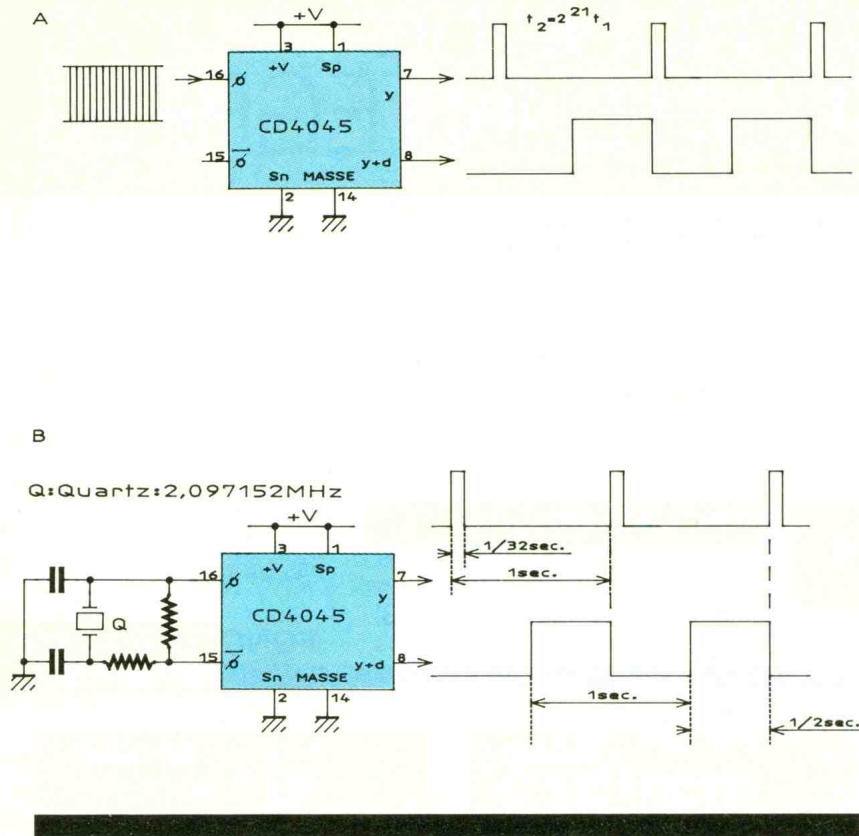 A
+V
t₂=2²¹t₁
3 1
16 ϕ +V Sp 7
y
CD4045
15 ϕ̅ y+d 8
Sn MASSE
2 14
B
Q:Quartz:2,097152MHz
+V
3 1
16 ϕ +V Sp 7
y
1/32sec.
1sec.
Q
CD4045
15 ϕ̅ y+d 8
Sn MASSE
2 14
1sec.
1/2sec.